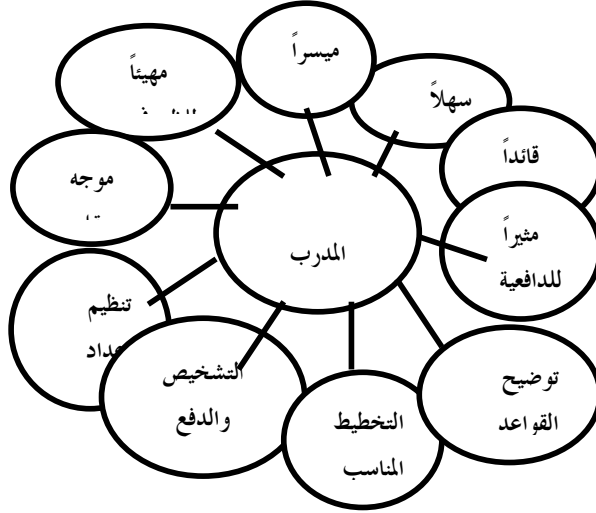 ميسراً
سهلاً
قائداً
مثيراً
للدافعية
توضيح
القواعد
التخطيط
المناسب
التشخيص
والدفع
تنظيم
موجه
مهيئاً
المدرب